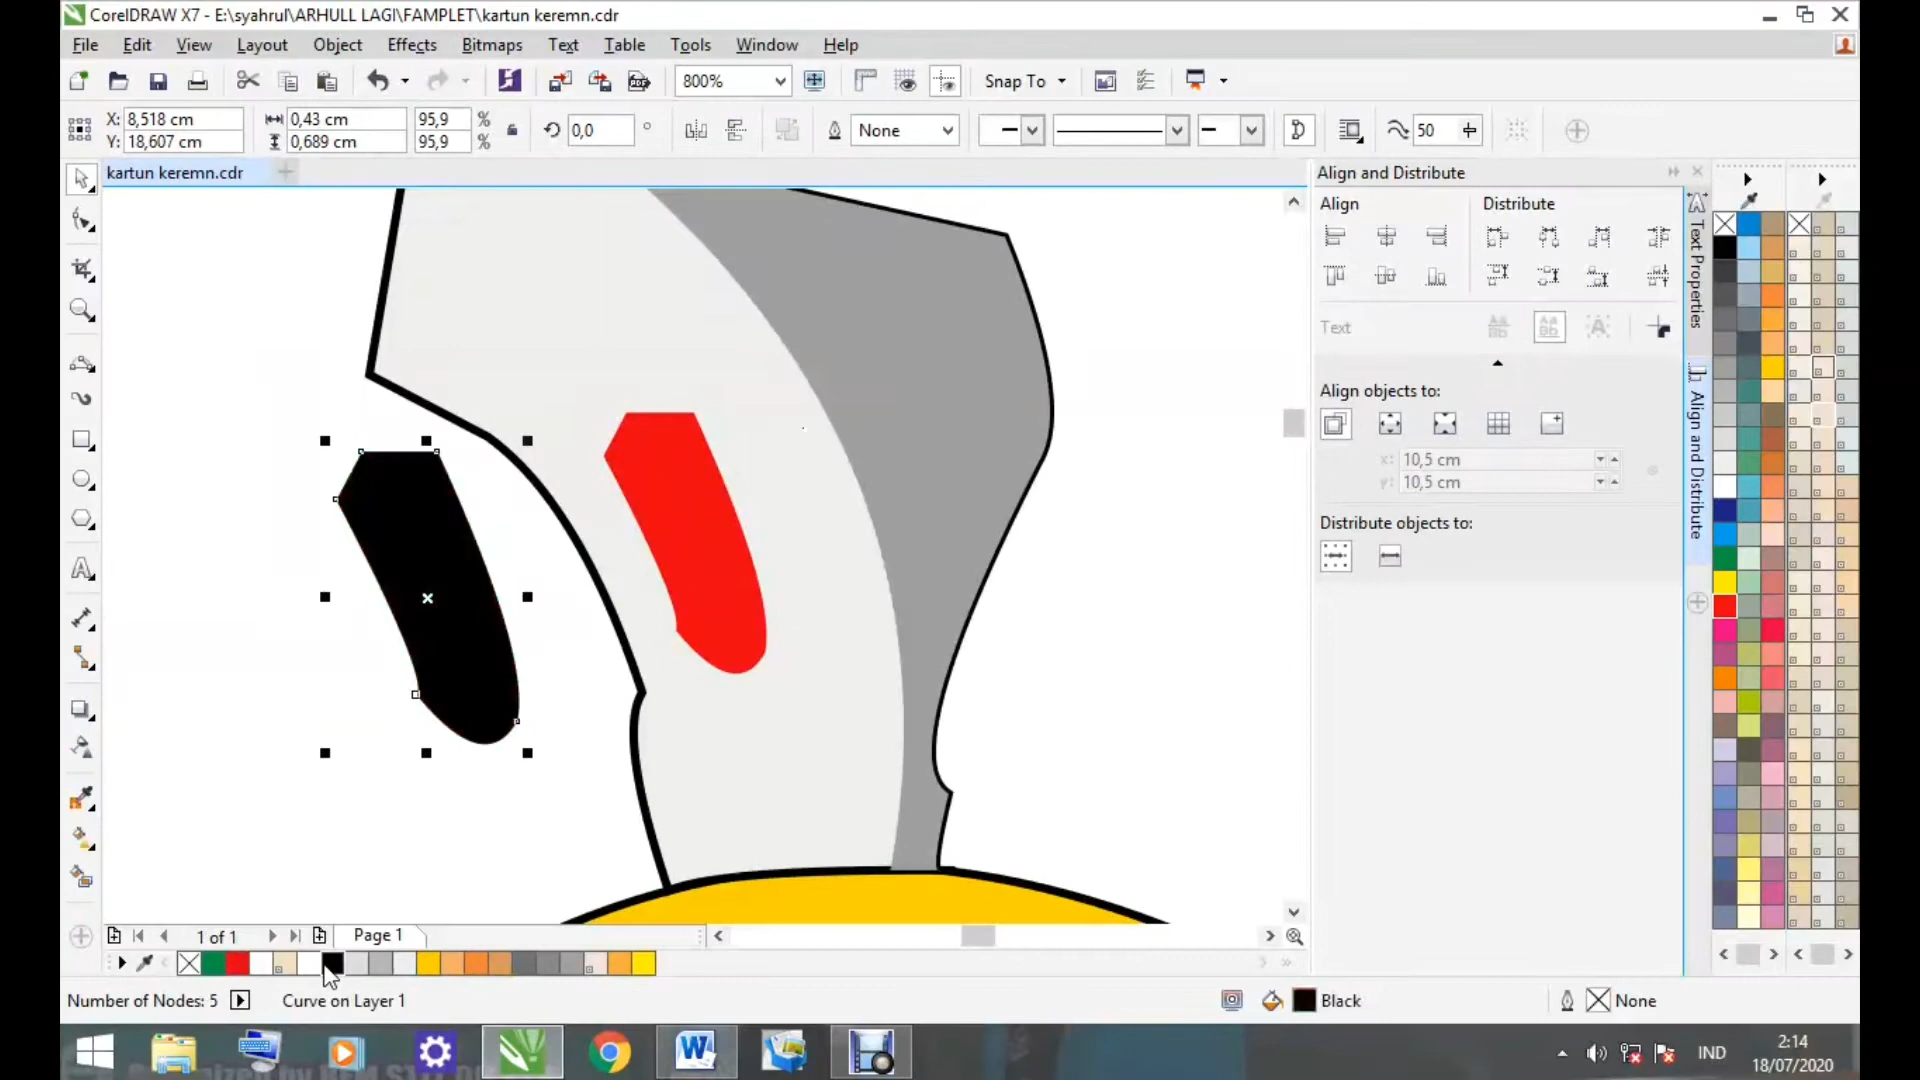 CorelDRAW X7 - E:\syahrul\ARHULL LAGI\FAMPLET\kartun keremn.cdr
File Edit View Layout Object Effects Bitmaps Text Table Tools Window Help
800% Snap To
X: 8,518 cm 0,43 cm 95,9 % 0,0 ° None 50
Y: 18,607 cm 0,689 cm 95,9 %
kartun keremn.cdr
Align and Distribute
Align Distribute
Text
Align objects to:
x: 10,5 cm
y: 10,5 cm
Distribute objects to:
Text Properties
Align and Distribute
1 of 1 Page 1
Number of Nodes: 5 Curve on Layer 1 Black None
IND 2:14
18/07/2020